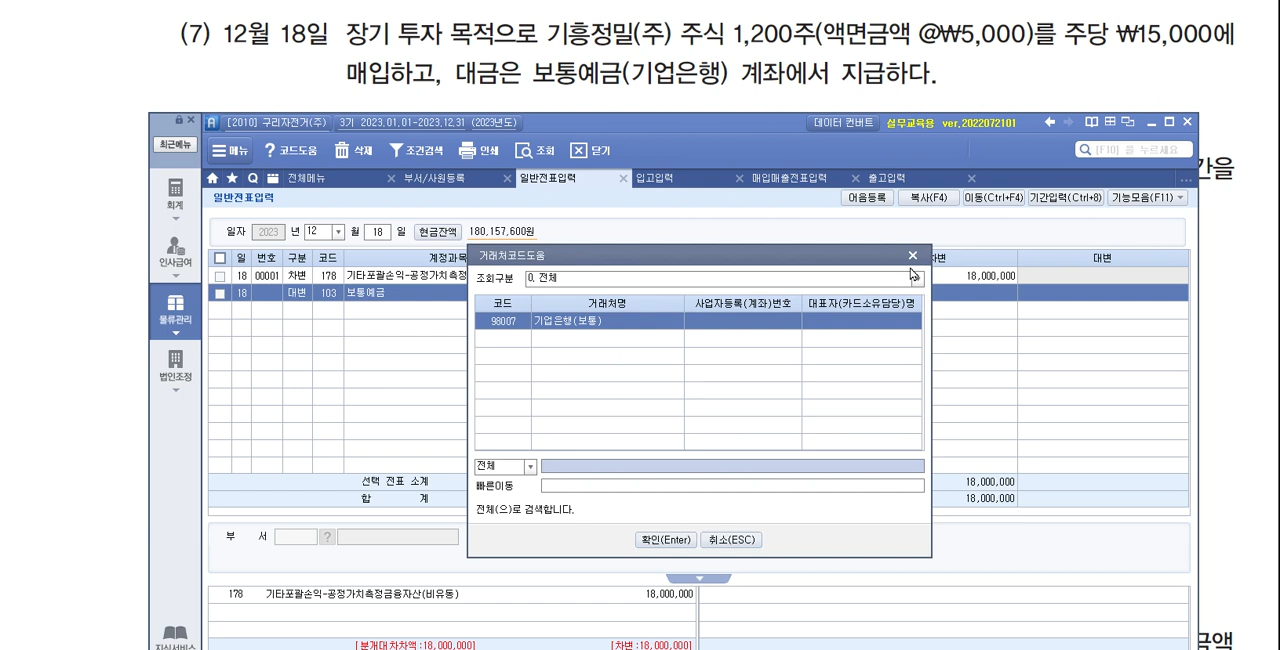 (7) 12월 18일 장기 투자 목적으로 기흥정밀(주) 주식 1,200주(액면금액 @₩5,000)를 주당 ₩15,000에
매입하고, 대금은 보통예금(기업은행) 계좌에서 지급하다.
[2010] 구리자전거(주) 3기 2023.01.01-2023.12.31 (2023년도) 데이터 컨버트 실무교육용 ver.2022072101
최근메뉴 메뉴 ? 코드도움 삭제 조건검색 인쇄 조회 닫기 [F10] 을 누르세요
간을
전체메뉴 부서/사원등록 일반전표입력 입고입력 매입매출전표입력 출고입력 ...
일반전표입력 어음등록 복사(F4) 이동(Ctrl+F4) 기간입력(Ctrl+8) 기능모음(F11)
회계
일자 2023 년 12 월 18 일 현금잔액 180,157,600원
인사급여
일 번호 구분 코드 계정과목 차변 대변
18 00001 차변 178 기타포괄손익-공정가치측정 18,000,000
18 대변 103 보통예금
거래처코드도움
조회구분 0. 전체
코드 거래처명 사업자등록(계좌)번호 대표자(카드소유담당)명
98007 기업은행(보통)
물류관리
법인조정
전체
빠른이동
전체(으)로 검색합니다.
확인(Enter) 취소(ESC)
선택 전표 소계 18,000,000
합 계 18,000,000
부 서 ?
178 기타포괄손익-공정가치측정금융자산(비유동) 18,000,000
지식서비스
[분개대차차액:18,000,000] [차변:18,000,000]
금액